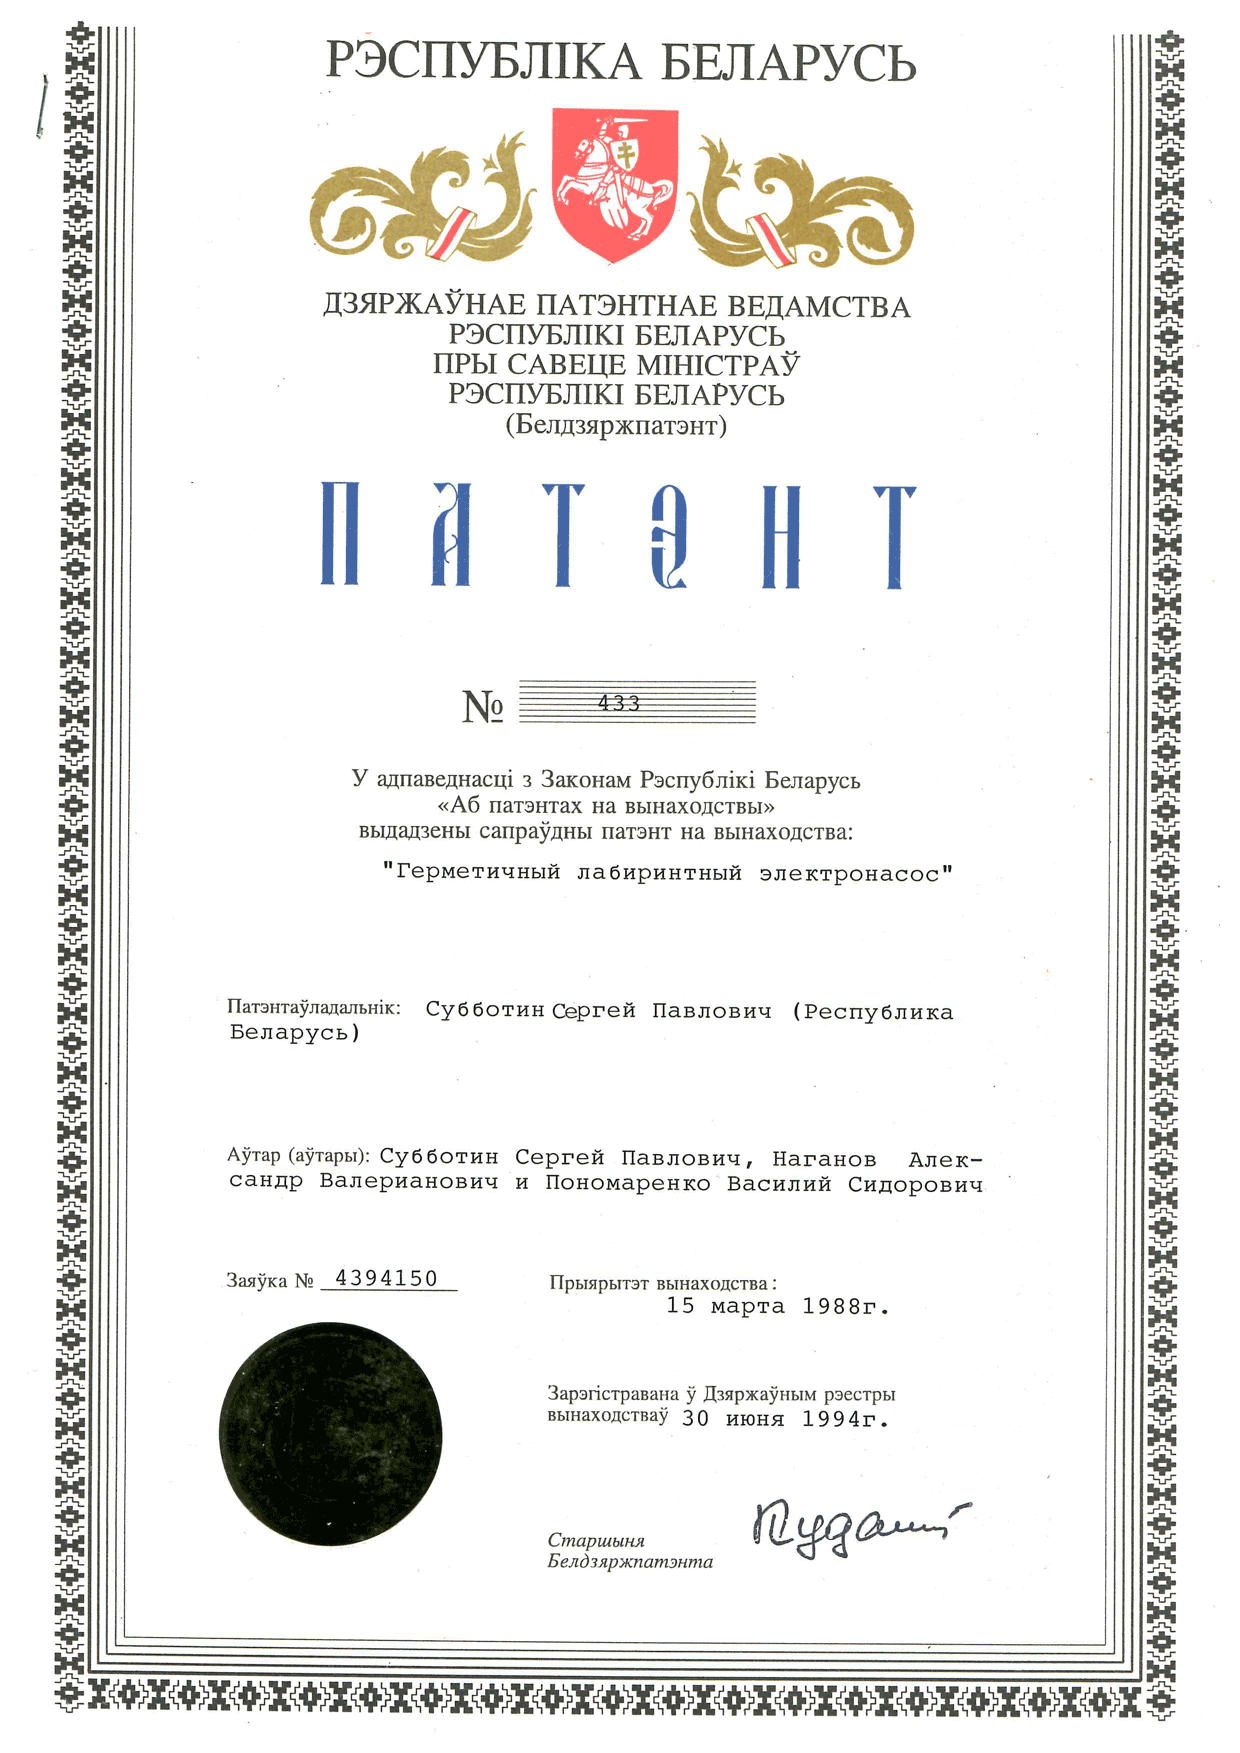 РЭСПУБЛІКА БЕЛАРУСЬ
ДЗЯРЖАЎНАЕ ПАТЭНТНАЕ ВЕДАМСТВА
РЭСПУБЛІКІ БЕЛАРУСЬ
ПРЫ САВЕЦЕ МІНІСТРАЎ
РЭСПУБЛІКІ БЕЛАРУСЬ
(Белдзяржпатэнт)
ПАТЭНТ
№ 433
У адпаведнасці з Законам Рэспублікі Беларусь
«Аб патэнтах на вынаходствы»
выдадзены сапраўдны патэнт на вынаходства:
"Герметичный лабиринтный электронасос"
Патэнтаўладальнік: Субботин Сергей Павлович (Республика
Беларусь)
Аўтар (аўтары): Субботин Сергей Павлович, Наганов Алек-
сандр Валерианович и Пономаренко Василий Сидорович
Заяўка № 4394150
Прыярытэт вынаходства:
15 марта 1988г.
Зарэгістравана ў Дзяржаўным рэестры
вынаходстваў 30 июня 1994г.
Старшыня
Белдзяржпатэнта